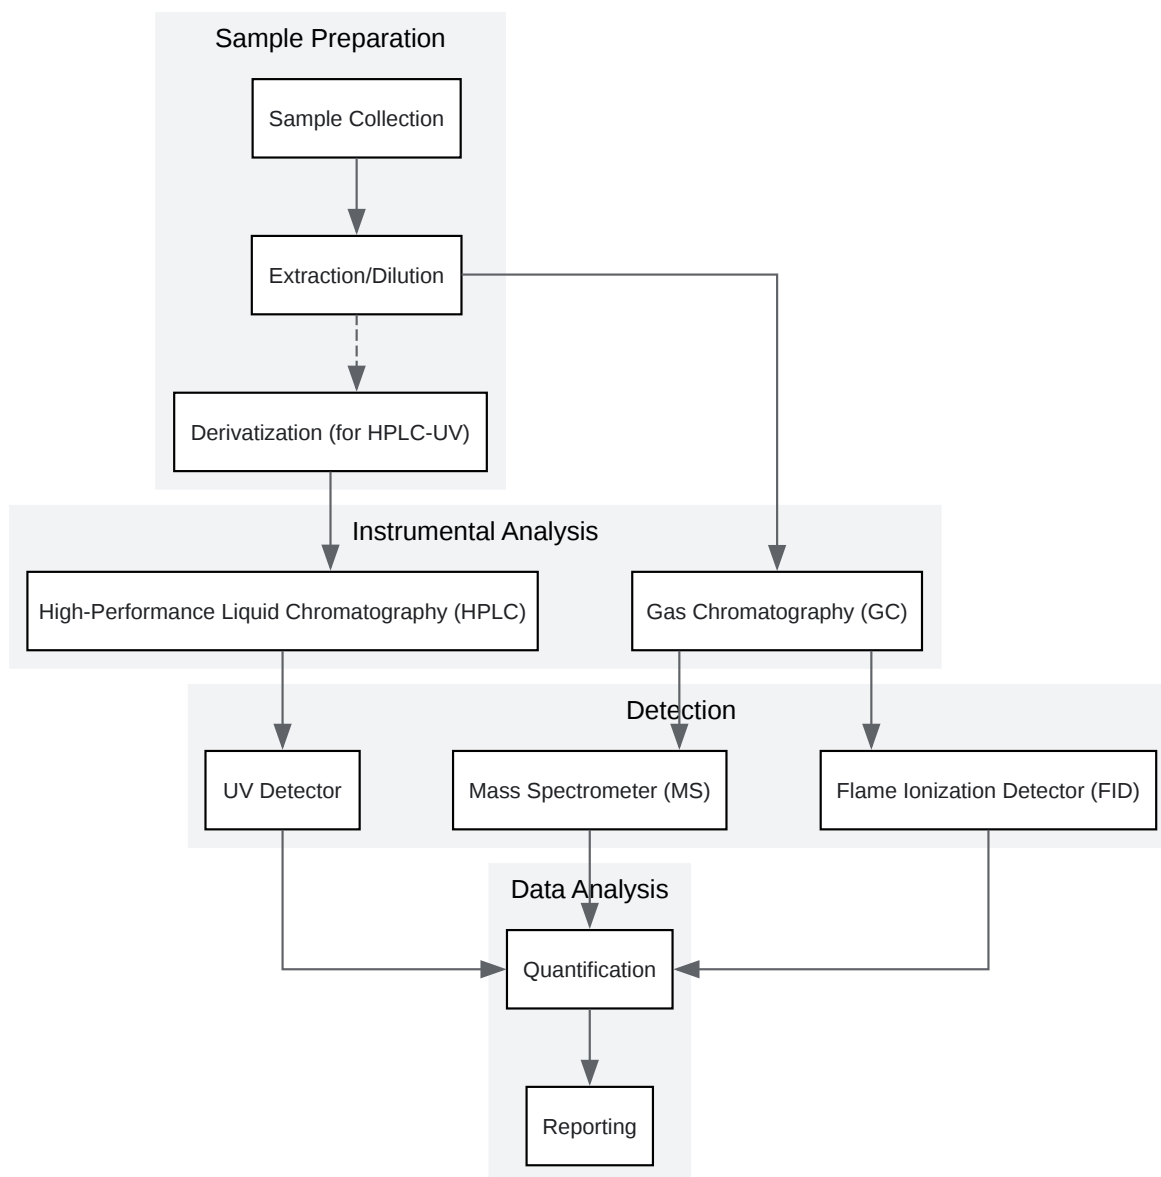 Sample Preparation
Sample Collection
Extraction/Dilution
Derivatization (for HPLC-UV)
Instrumental Analysis
High-Performance Liquid Chromatography (HPLC)
Gas Chromatography (GC)
Detection
UV Detector
Mass Spectrometer (MS)
Flame Ionization Detector (FID)
Data Analysis
Quantification
Reporting